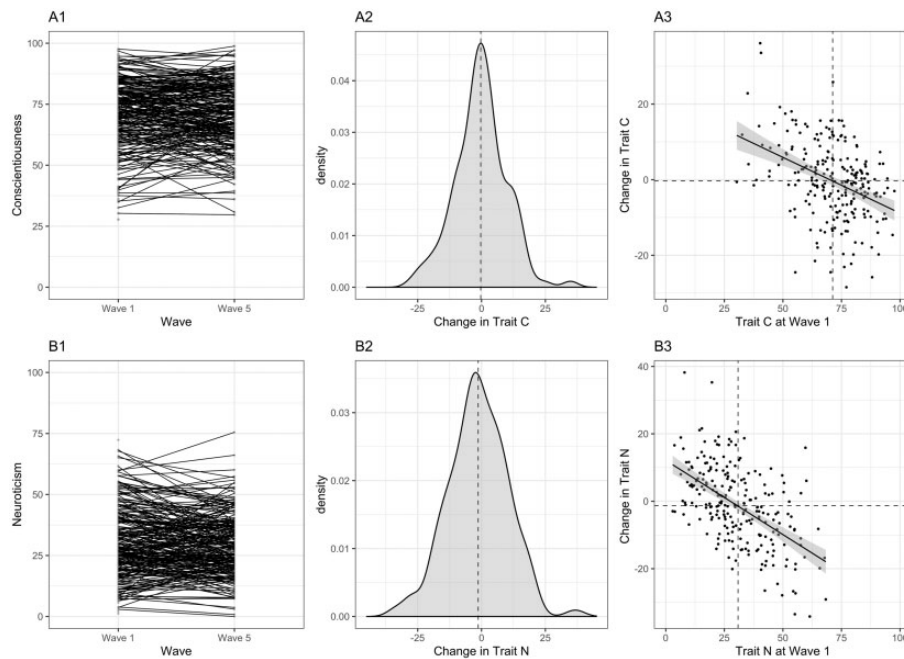 A1
A2
A3
100
75
50
25
0
Conscientiousness
Wave 1
Wave 5
Wave
0.04
0.03
0.02
0.01
0.00
density
-25
0
25
Change in Trait C
20
0
-20
Change in Trait C
0
25
50
75
100
Trait C at Wave 1
B1
B2
B3
100
75
50
25
0
Neuroticism
Wave 1
Wave 5
Wave
0.03
0.02
0.01
0.00
density
-25
0
25
Change in Trait N
40
20
0
-20
Change in Trait N
0
25
50
75
100
Trait N at Wave 1